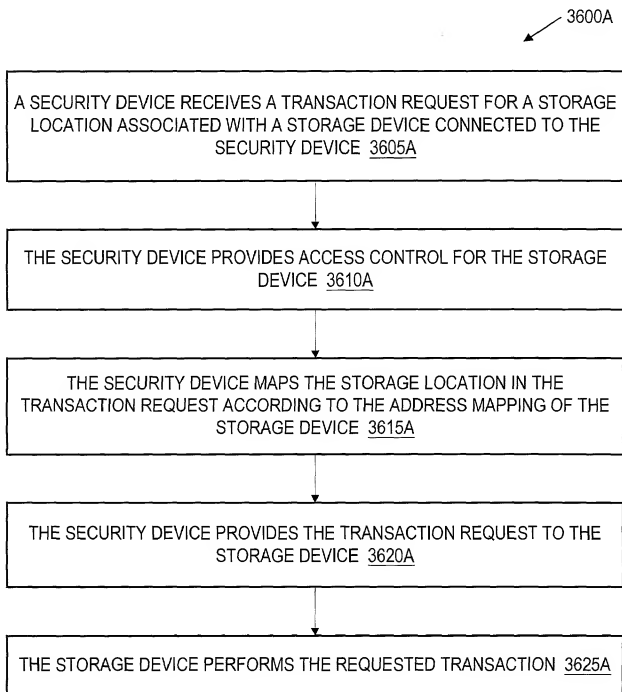 3600A
A SECURITY DEVICE RECEIVES A TRANSACTION REQUEST FOR A STORAGE
LOCATION ASSOCIATED WITH A STORAGE DEVICE CONNECTED TO THE
SECURITY DEVICE 3605A
THE SECURITY DEVICE PROVIDES ACCESS CONTROL FOR THE STORAGE
DEVICE 3610A
THE SECURITY DEVICE MAPS THE STORAGE LOCATION IN THE
TRANSACTION REQUEST ACCORDING TO THE ADDRESS MAPPING OF THE
STORAGE DEVICE 3615A
THE SECURITY DEVICE PROVIDES THE TRANSACTION REQUEST TO THE
STORAGE DEVICE 3620A
THE STORAGE DEVICE PERFORMS THE REQUESTED TRANSACTION 3625A